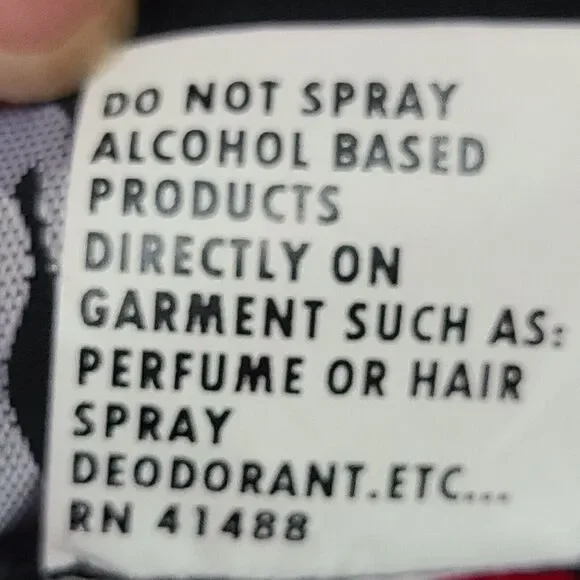 DO NOT SPRAY
ALCOHOL BASED
PRODUCTS
DIRECTLY ON
GARMENT SUCH AS:
PERFUME OR HAIR
SPRAY
DEODORANT.ETC...
RN 41488